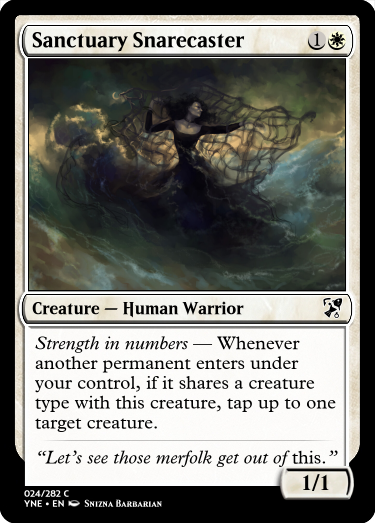 Sanctuary Snarecaster 1
Creature — Human Warrior
Strength in numbers — Whenever
another permanent enters under
your control, if it shares a creature
type with this creature, tap up to one
target creature.
“Let's see those merfolk get out of this.”
1/1
024/282 C
YNE • EN Snizna Barbarian